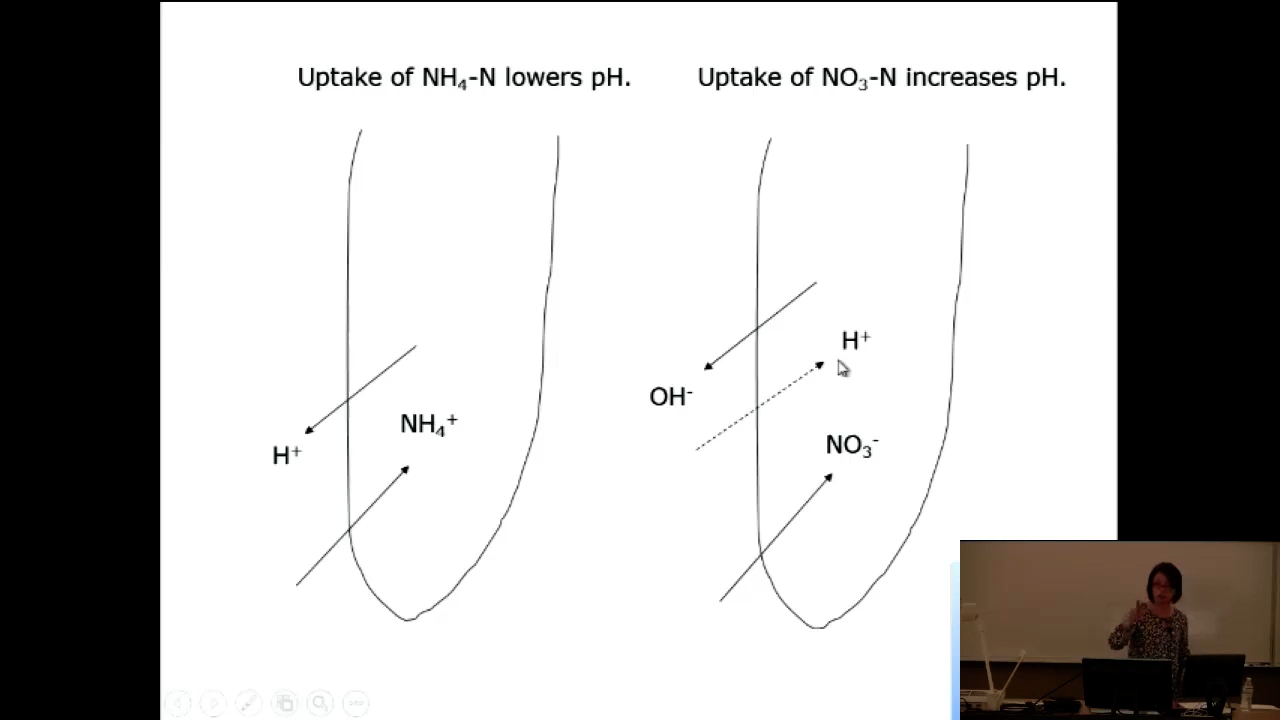 Uptake of NH₄-N lowers pH.
Uptake of NO₃-N increases pH.
H⁺
OH⁻
NH₄⁺
NO₃⁻
H⁺